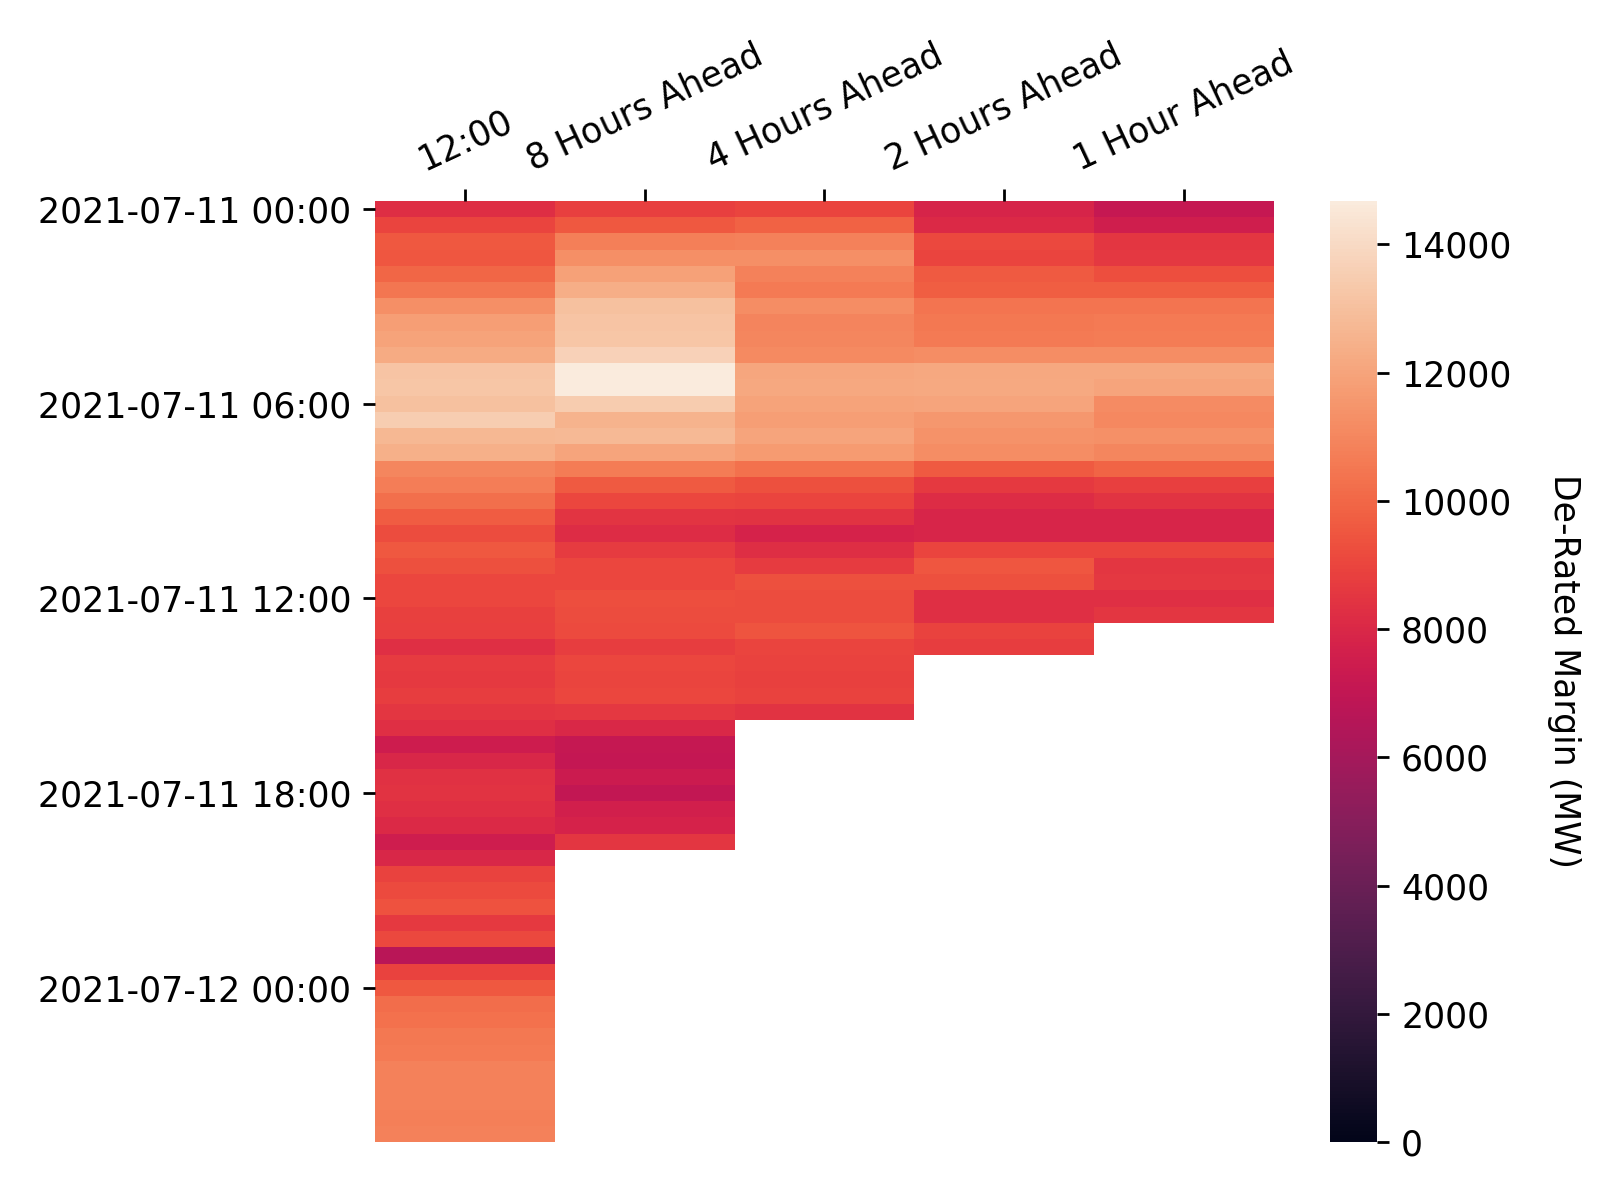 12:00
8 Hours Ahead
4 Hours Ahead
2 Hours Ahead
1 Hour Ahead
2021-07-11 00:00
2021-07-11 06:00
2021-07-11 12:00
2021-07-11 18:00
2021-07-12 00:00
14000
12000
10000
8000
6000
4000
2000
0
De-Rated Margin (MW)